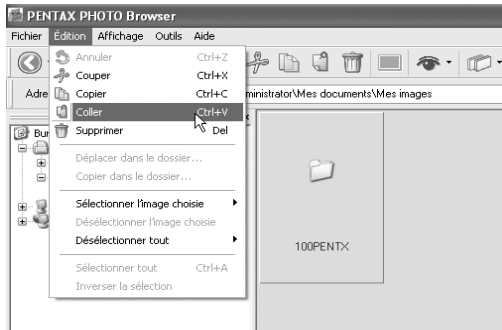 PENTAX PHOTO Browser
Fichier Édition Affichage Outils Aide
Annuler Ctrl+Z
Couper Ctrl+X
Adre
Copier Ctrl+C
ministrator\Mes documents\Mes images
Coller Ctrl+V
Bur
Supprimer Del
Déplacer dans le dossier...
Copier dans le dossier...
Sélectionner l'image choisie
Désélectionner l'image choisie
Désélectionner tout
100PENTX
Sélectionner tout Ctrl+A
Inverser la sélection